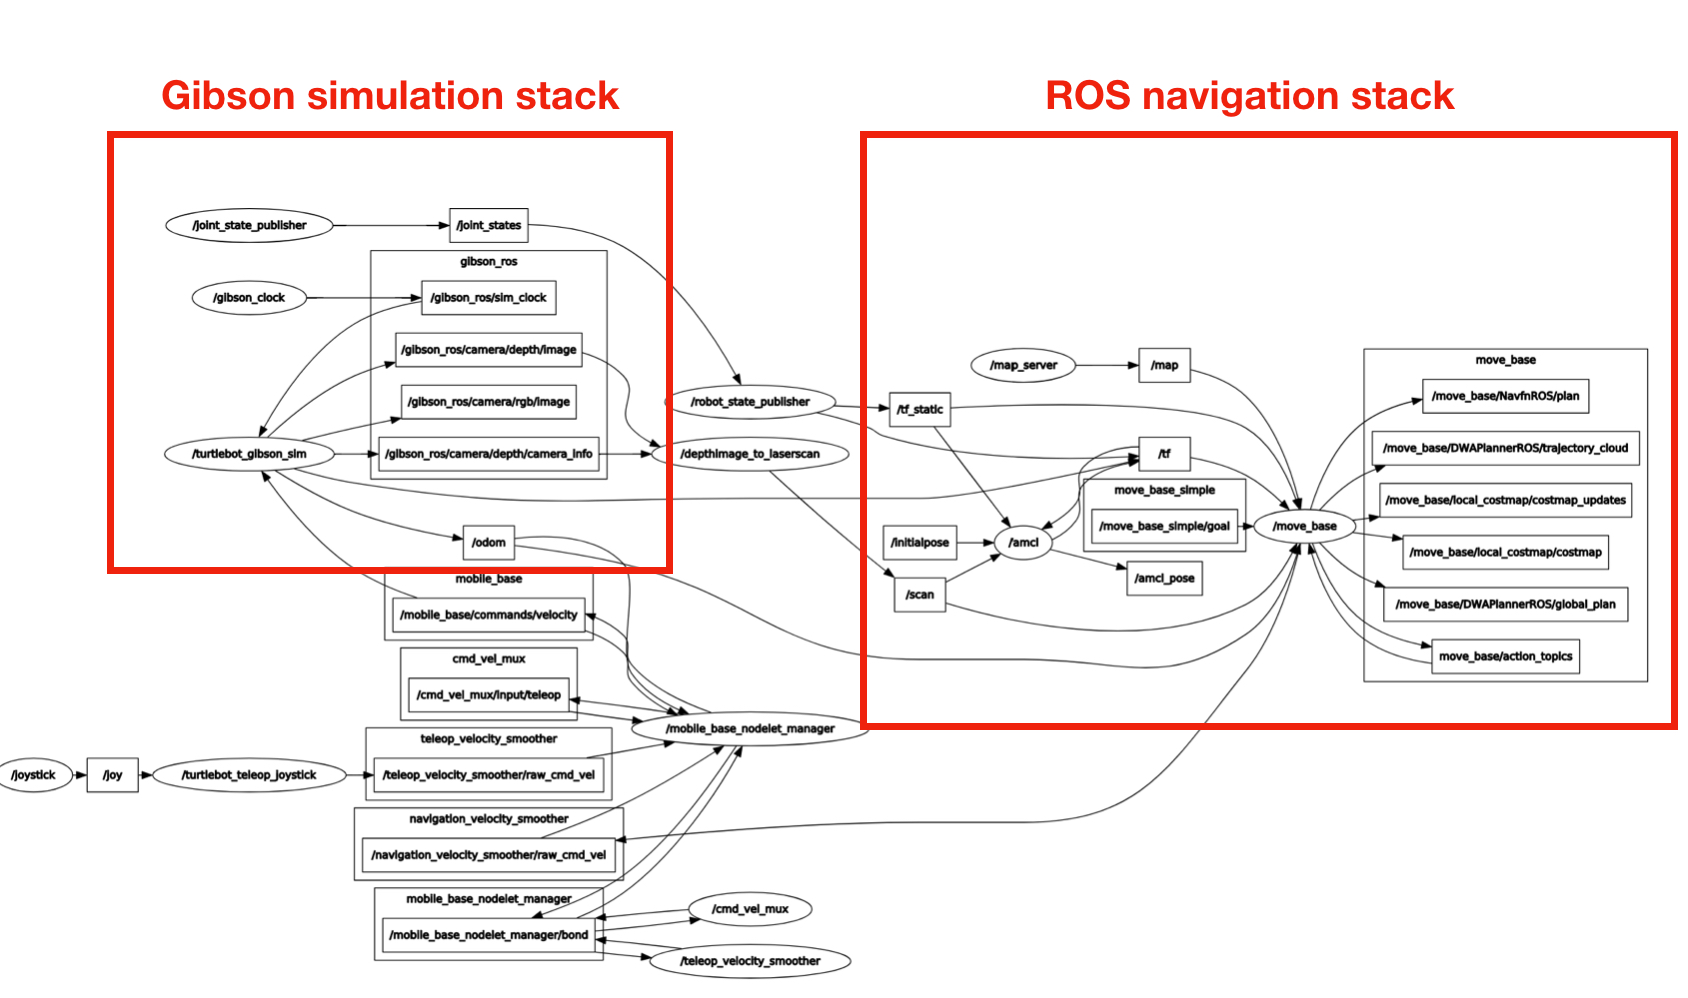 Gibson simulation stack
ROS navigation stack
/joint_state_publisher
/joint_states
gibson_ros
/gibson_clock
/gibson_ros/sim_clock
/gibson_ros/camera/depth/image
/gibson_ros/camera/rgb/image
/turtlebot_gibson_sim
/gibson_ros/camera/depth/camera_info
/odom
/robot_state_publisher
/depthimage_to_laserscan
/map_server
/map
/tf_static
/tf
move_base_simple
/move_base_simple/goal
/initialpose
/amcl
/amcl_pose
/scan
/move_base
move_base
/move_base/NavfnROS/plan
/move_base/DWAPlannerROS/trajectory_cloud
/move_base/local_costmap/costmap_updates
/move_base/local_costmap/costmap
/move_base/DWAPlannerROS/global_plan
move_base/action_topics
mobile_base
/mobile_base/commands/velocity
cmd_vel_mux
/cmd_vel_mux/input/teleop
/mobile_base_nodelet_manager
teleop_velocity_smoother
/joystick
/joy
/turtlebot_teleop_joystick
/teleop_velocity_smoother/raw_cmd_vel
navigation_velocity_smoother
/navigation_velocity_smoother/raw_cmd_vel
mobile_base_nodelet_manager
/mobile_base_nodelet_manager/bond
/cmd_vel_mux
/teleop_velocity_smoother